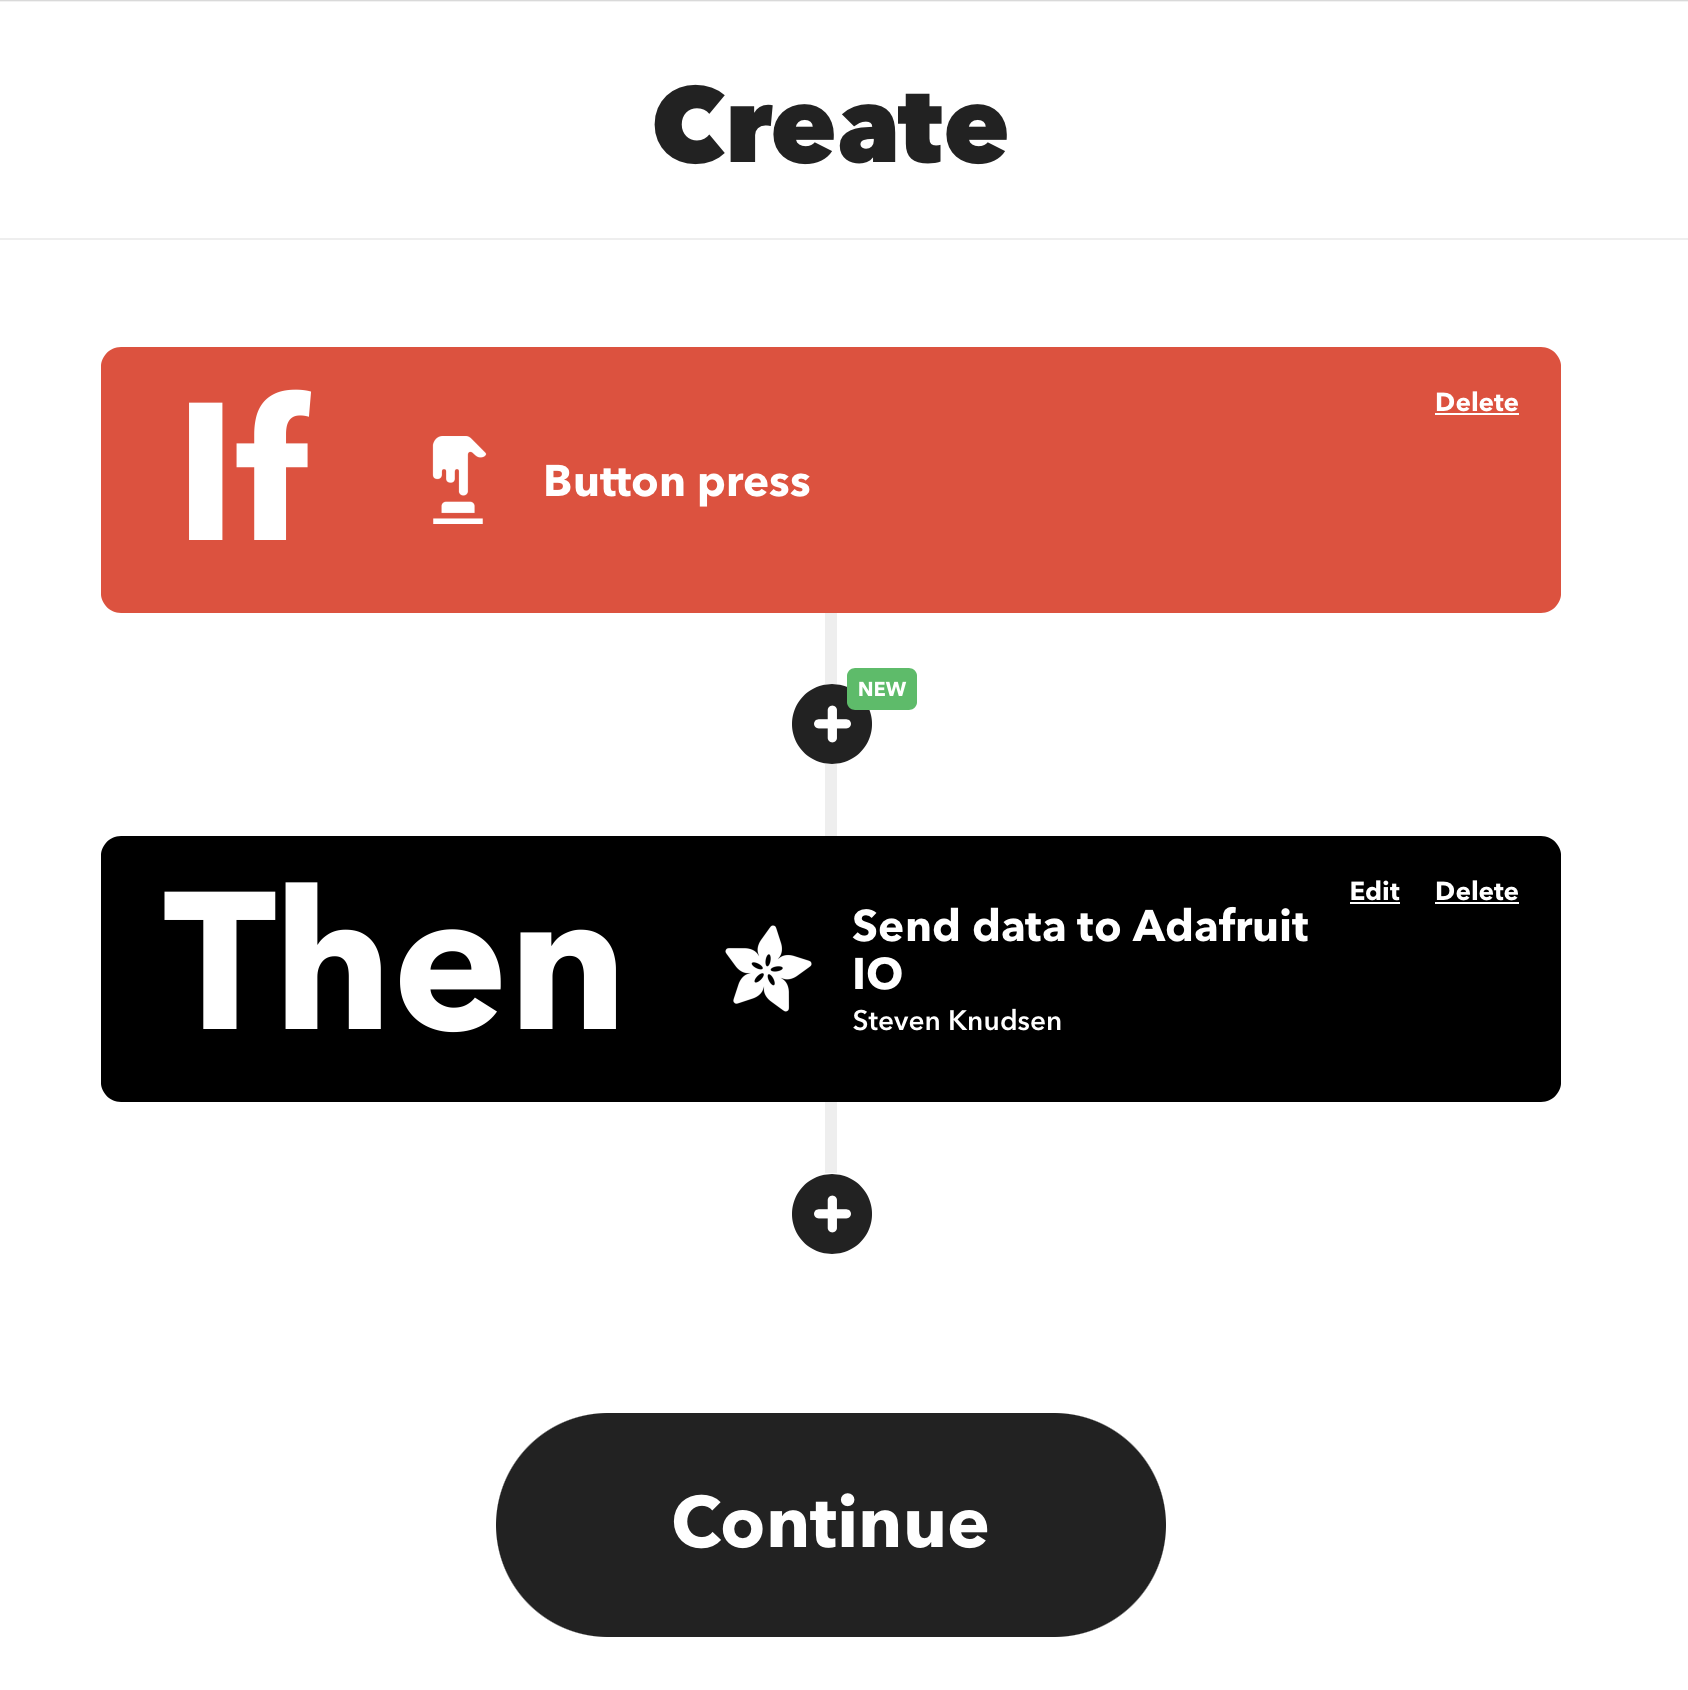 Create
If
Delete
Button press
NEW
Then
Edit Delete
Send data to Adafruit
IO
Steven Knudsen
Continue